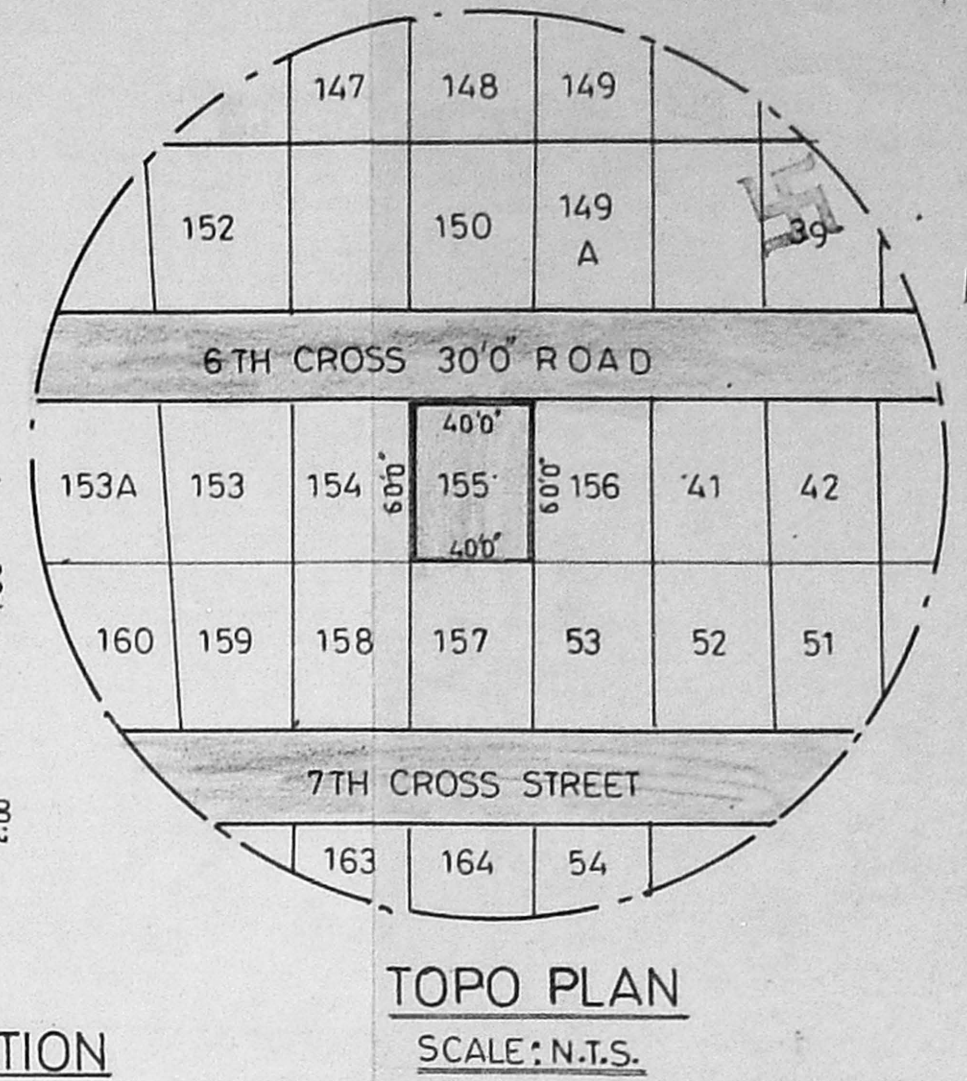 147 148 149
152 150 149
A
39
6TH CROSS 30'0" ROAD
40'0"
153A 153 154 60'0" 155 60'0" 156 41 42
40'0"
160 159 158 157 53 52 51
7TH CROSS STREET
163 164 54
TOPO PLAN
SCALE: N.T.S.
TION